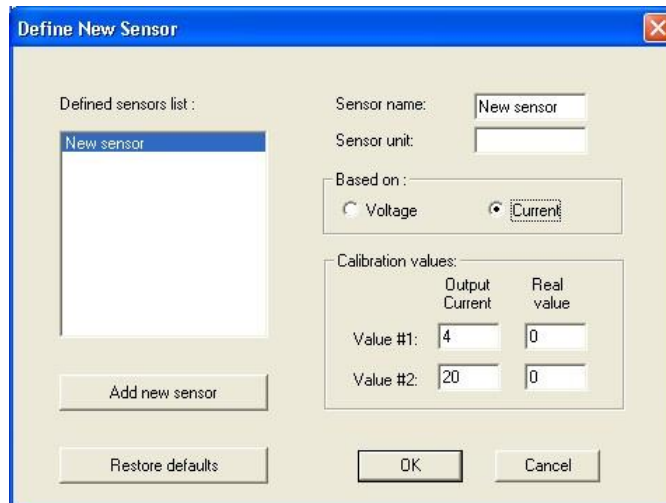 Define New Sensor
Defined sensors list :
New sensor
Add new sensor
Restore defaults
Sensor name: New sensor
Sensor unit:
Based on :
Voltage Current
Calibration values:
Output Current Real value
Value #1: 4 0
Value #2: 20 0
OK Cancel